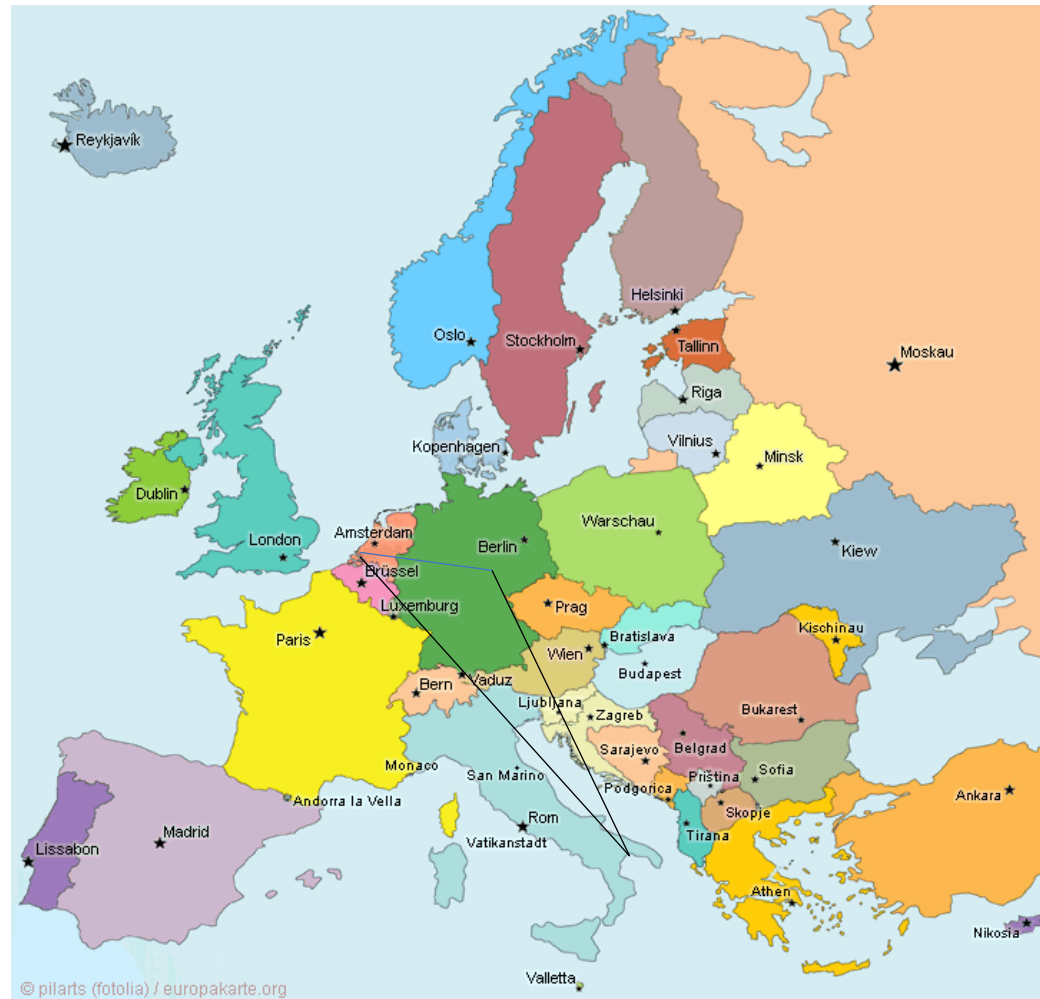 Reykjavík
Helsinki
Oslo
Stockholm
Tallinn
Moskau
Riga
Kopenhagen
Vilnius
Minsk
Dublin
Warschau
Amsterdam
London
Berlin
Kiew
Brüssel
Luxemburg
Prag
Kischinau
Paris
Bratislava
Wien
Budapest
Bern
Vaduz
Ljubljana
Zagreb
Bukarest
Sarajevo
Belgrad
Monaco
San Marino
Priština
Sofia
Podgorica
Andorra la Vella
Ankara
Rom
Skopje
Madrid
Vatikanstadt
Tirana
Lissabon
Athen
Nikosia
Valletta
© pilarts (fotolia) / europakarte.org